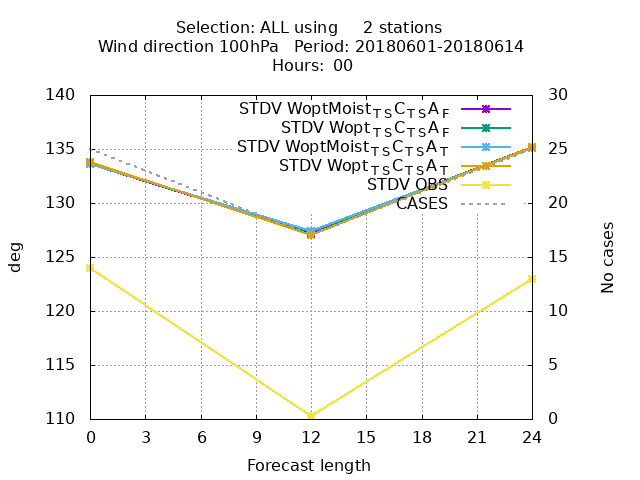 Selection: ALL using 2 stations
Wind direction 100hPa Period: 20180601-20180614
Hours: 00
140 30
STDV WoptMoist_TS C_TS A_F
STDV Wopt_TS C_TS A_F
135 STDV WoptMoist_TS C_TS A_T 25
STDV Wopt_TS C_TS A_T
STDV OBS
130 CASES 20
125 15
deg
No cases
120 10
115 5
110 0
0 3 6 9 12 15 18 21 24
Forecast length